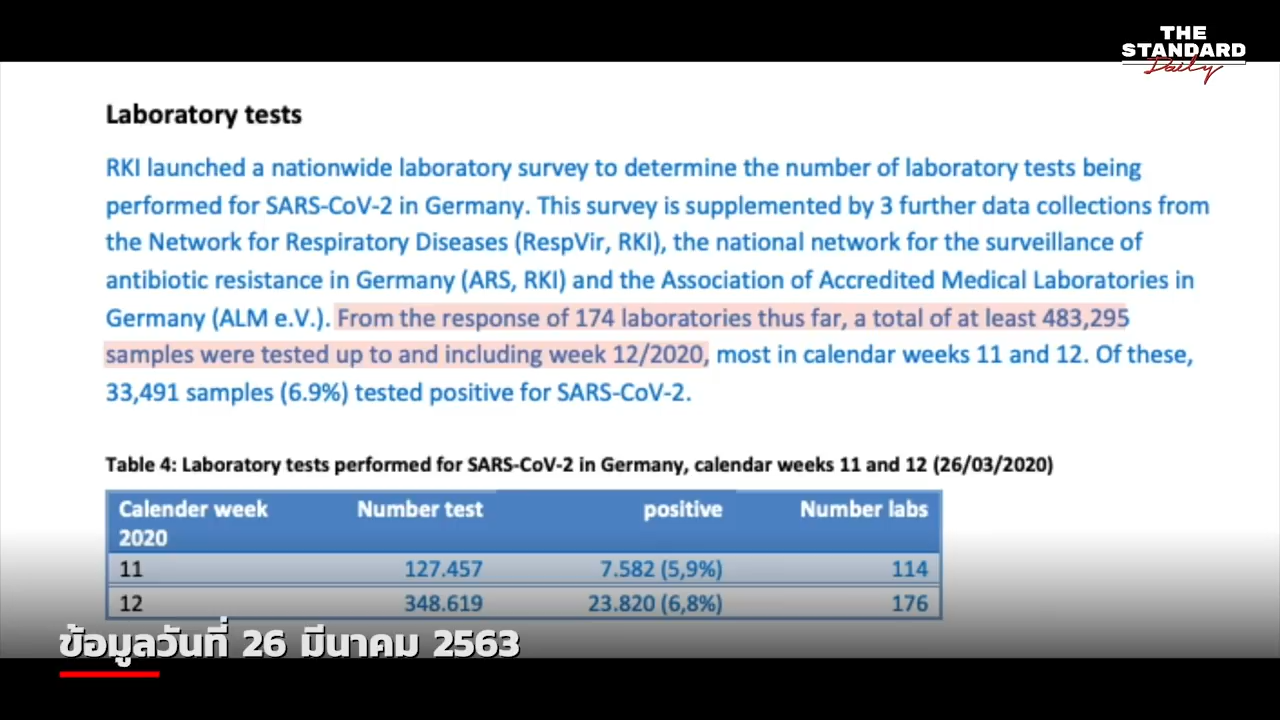 THE
STANDARD
Daily
Laboratory tests
RKI launched a nationwide laboratory survey to determine the number of laboratory tests being
performed for SARS-CoV-2 in Germany. This survey is supplemented by 3 further data collections from
the Network for Respiratory Diseases (RespVir, RKI), the national network for the surveillance of
antibiotic resistance in Germany (ARS, RKI) and the Association of Accredited Medical Laboratories in
Germany (ALM e.V.). From the response of 174 laboratories thus far, a total of at least 483,295
samples were tested up to and including week 12/2020, most in calendar weeks 11 and 12. Of these,
33,491 samples (6.9%) tested positive for SARS-CoV-2.
Table 4: Laboratory tests performed for SARS-CoV-2 in Germany, calendar weeks 11 and 12 (26/03/2020)
Calender week Number test positive Number labs
2020
11 127.457 7.582 (5,9%) 114
12 348.619 23.820 (6,8%) 176
ข้อมูลวันที่ 26 มีนาคม 2563